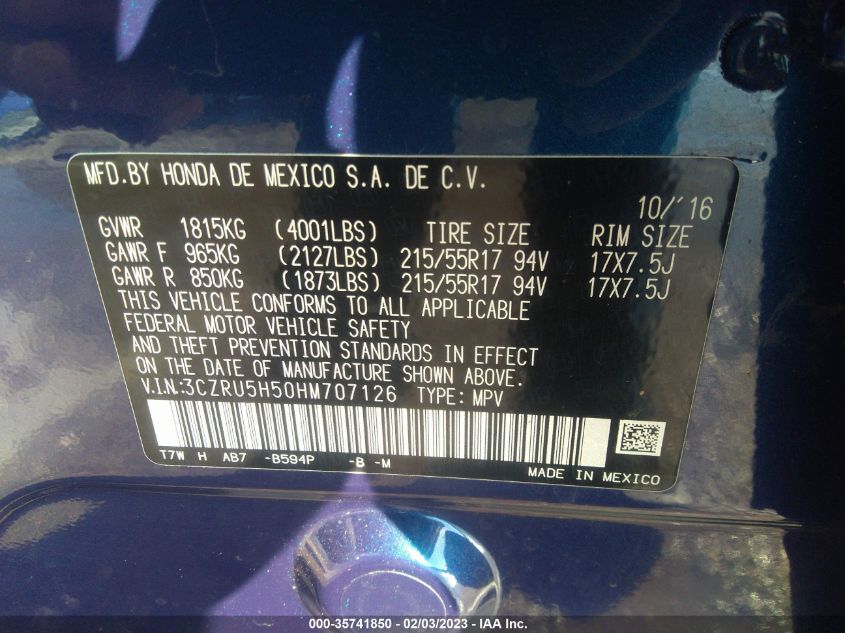 MFD.BY HONDA DE MEXICO S.A. DE C.V.
10/'16
GVWR 1815KG (4001LBS) TIRE SIZE RIM SIZE
GAWR F 965KG (2127LBS) 215/55R17 94V 17X7.5J
GAWR R 850KG (1873LBS) 215/55R17 94V 17X7.5J
THIS VEHICLE CONFORMS TO ALL APPLICABLE
FEDERAL MOTOR VEHICLE SAFETY
AND THEFT PREVENTION STANDARDS IN EFFECT
ON THE DATE OF MANUFACTURE SHOWN ABOVE.
V.I.N:3CZRU5H50HM707126 TYPE: MPV
T7W H AB7 -B594P -B -M
MADE IN MEXICO
000-35741850 - 02/03/2023 - IAA Inc.